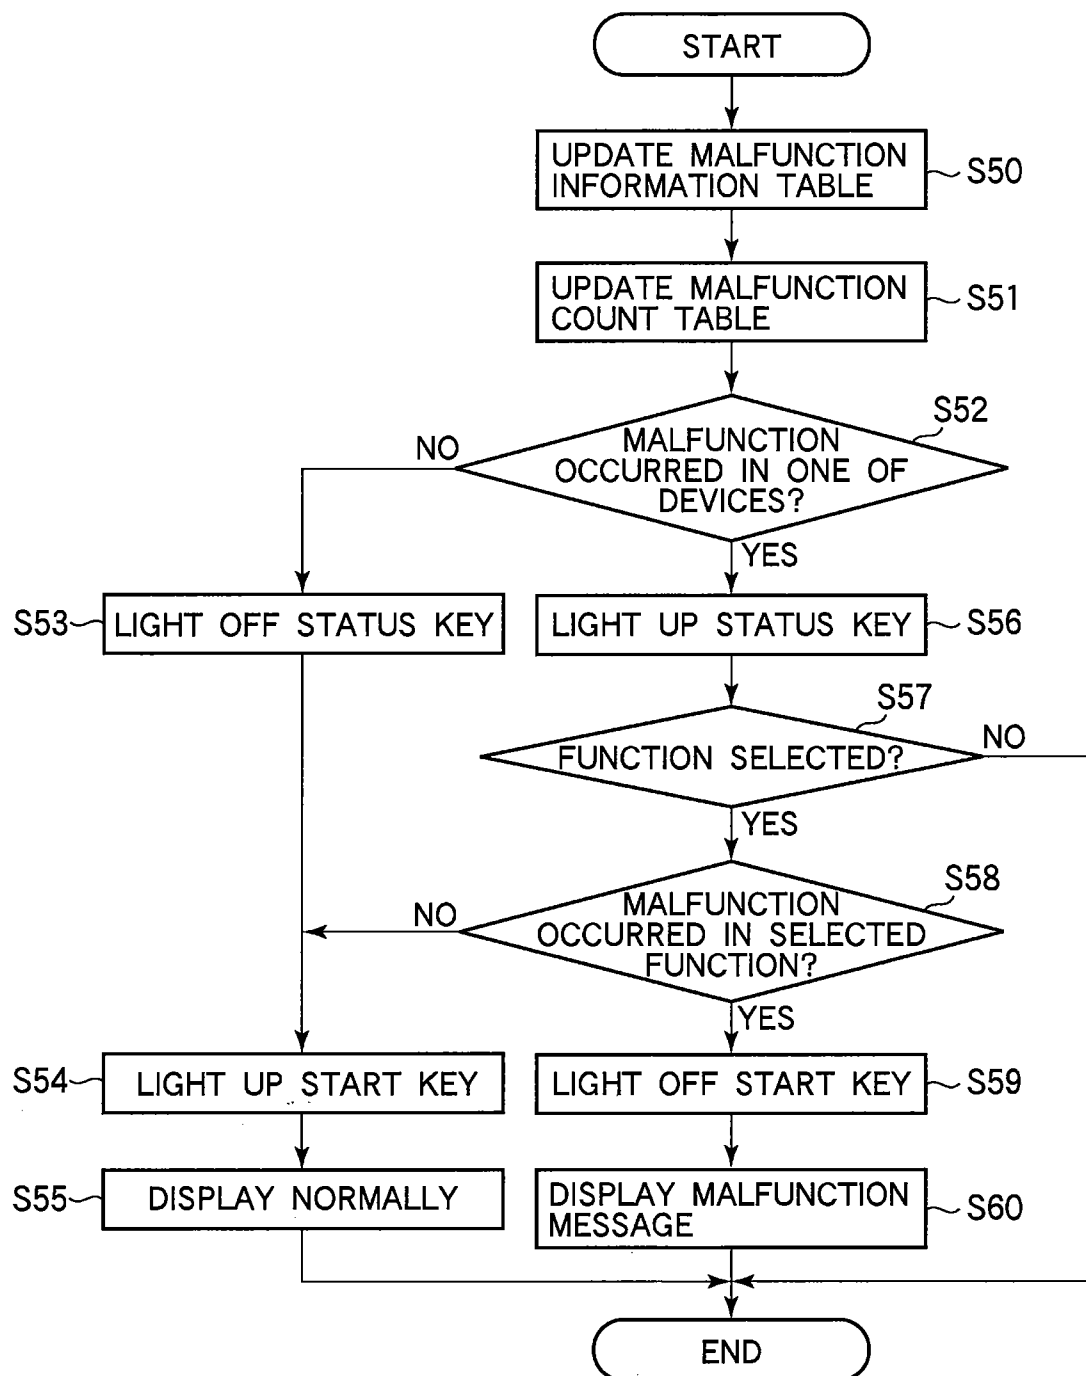 START
UPDATE MALFUNCTION
INFORMATION TABLE
S50
UPDATE MALFUNCTION
COUNT TABLE
S51
S52
NO
MALFUNCTION
OCCURRED IN ONE OF
DEVICES?
YES
S53
LIGHT OFF STATUS KEY
LIGHT UP STATUS KEY
S56
S57
FUNCTION SELECTED?
NO
YES
S58
NO
MALFUNCTION
OCCURRED IN SELECTED
FUNCTION?
YES
S54
LIGHT UP START KEY
LIGHT OFF START KEY
S59
S55
DISPLAY NORMALLY
DISPLAY MALFUNCTION
MESSAGE
S60
END